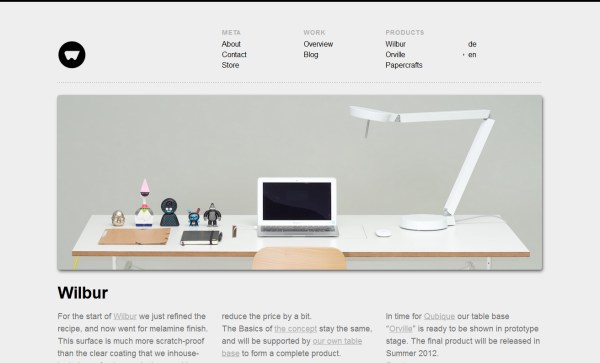 META
About
Contact
Store
WORK
Overview
Blog
PRODUCTS
Wilbur
Orville
Papercrafts
de
en
Wilbur
For the start of Wilbur we just refined the
recipe, and now went for melamine finish.
This surface is much more scratch-proof
than the clear coating that we inhouse-
reduce the price by a bit.
The Basics of the concept stay the same,
and will be supported by our own table
base to form a complete product.
In time for Qubique our table base
"Orville" is ready to be shown in prototype
stage. The final product will be released in
Summer 2012.